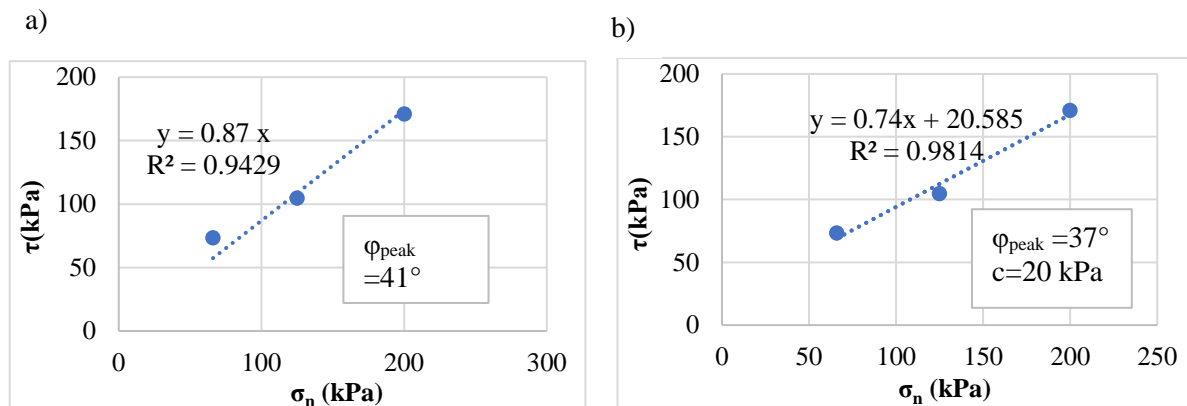 a)
200
150
100
50
0
τ(kPa)
y = 0.87 x
R² = 0.9429
φpeak
=41°
0 100 200 300
σn (kPa)
b)
200
150
100
50
0
τ(kPa)
y = 0.74x + 20.585
R² = 0.9814
φpeak =37°
c=20 kPa
0 50 100 150 200 250
σn (kPa)